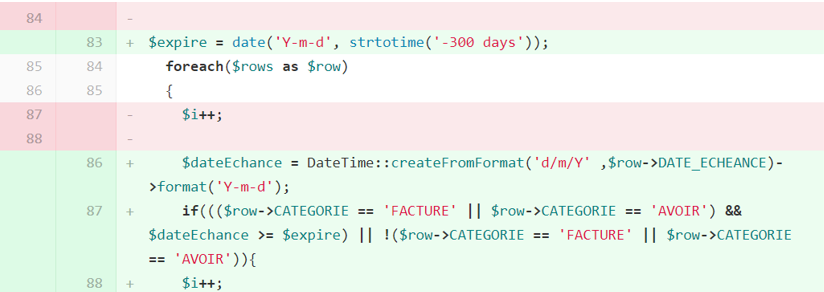 84 -
83 + $expire = date('Y-m-d', strtotime('-300 days'));
85 84 foreach($rows as $row)
86 85 {
87 - $i++;
88 -
86 + $dateEchance = DateTime::createFromFormat('d/m/Y' ,$row->DATE_ECHEANCE)-
>format('Y-m-d');
87 + if((($row->CATEGORIE == 'FACTURE' || $row->CATEGORIE == 'AVOIR') &&
$dateEchance >= $expire) || !($row->CATEGORIE == 'FACTURE' || $row->CATEGORIE
== 'AVOIR')){
88 + $i++;